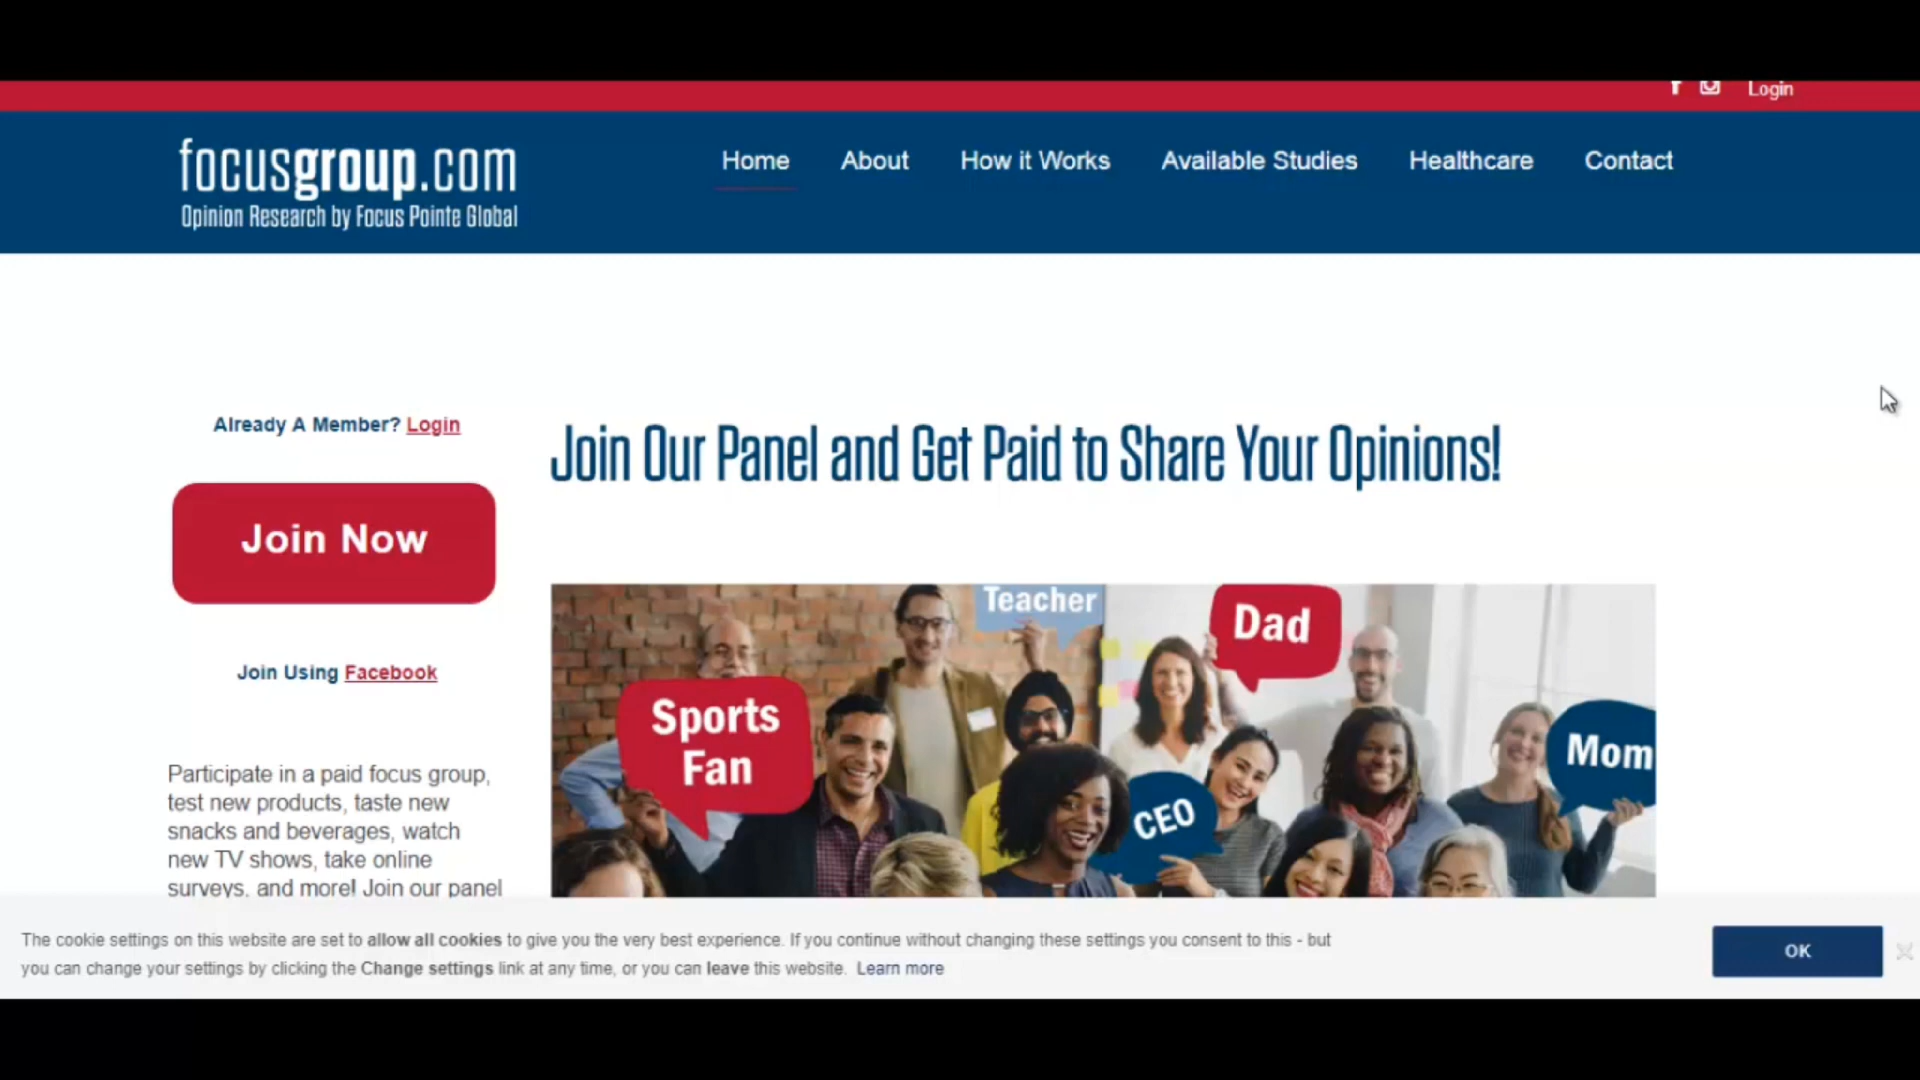 Login
focusgroup.com
Opinion Research by Focus Pointe Global
Home About How it Works Available Studies Healthcare Contact
Already A Member? Login
Join Now
Join Using Facebook
Participate in a paid focus group,
test new products, taste new
snacks and beverages, watch
new TV shows, take online
surveys, and more! Join our panel
Join Our Panel and Get Paid to Share Your Opinions!
Teacher
Dad
Sports
Fan
Mom
CEO
The cookie settings on this website are set to allow all cookies to give you the very best experience. If you continue without changing these settings you consent to this - but
you can change your settings by clicking the Change settings link at any time, or you can leave this website. Learn more
OK